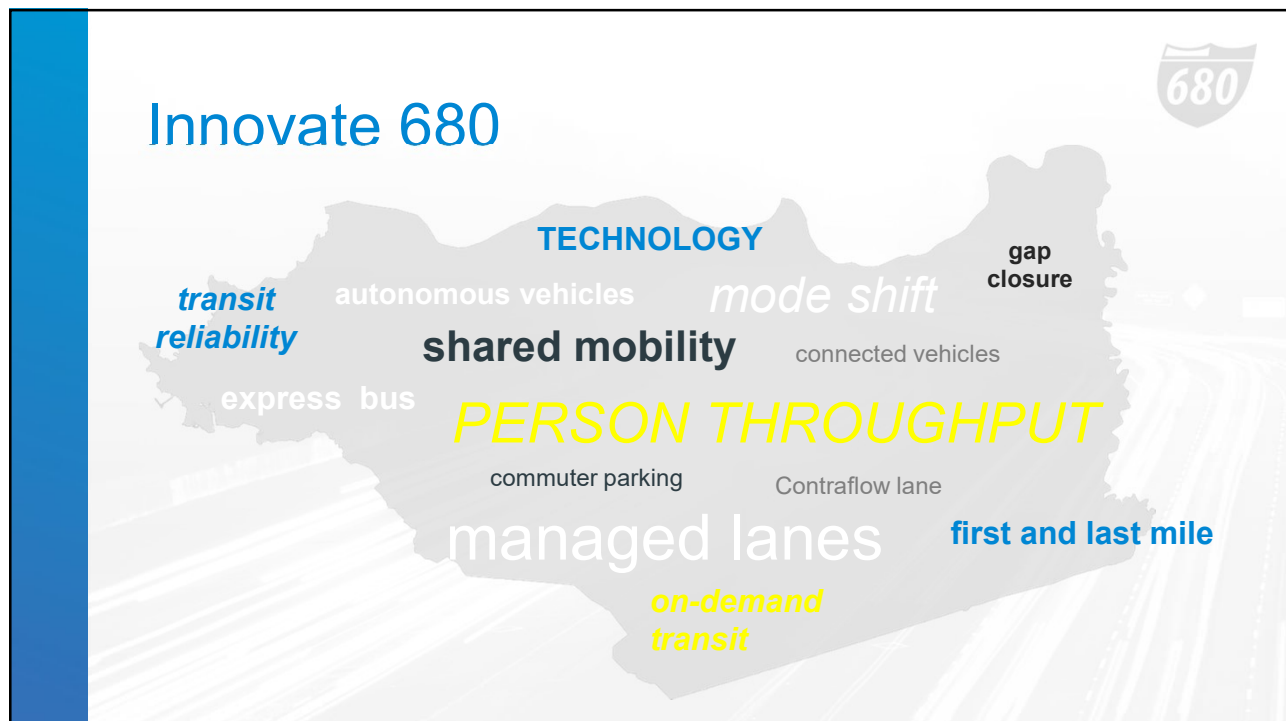 680
Innovate 680
TECHNOLOGY
gap
closure
transit
reliability
autonomous vehicles
mode shift
shared mobility
connected vehicles
express bus
PERSON THROUGHPUT
commuter parking
Contraflow lane
managed lanes
first and last mile
on-demand
transit